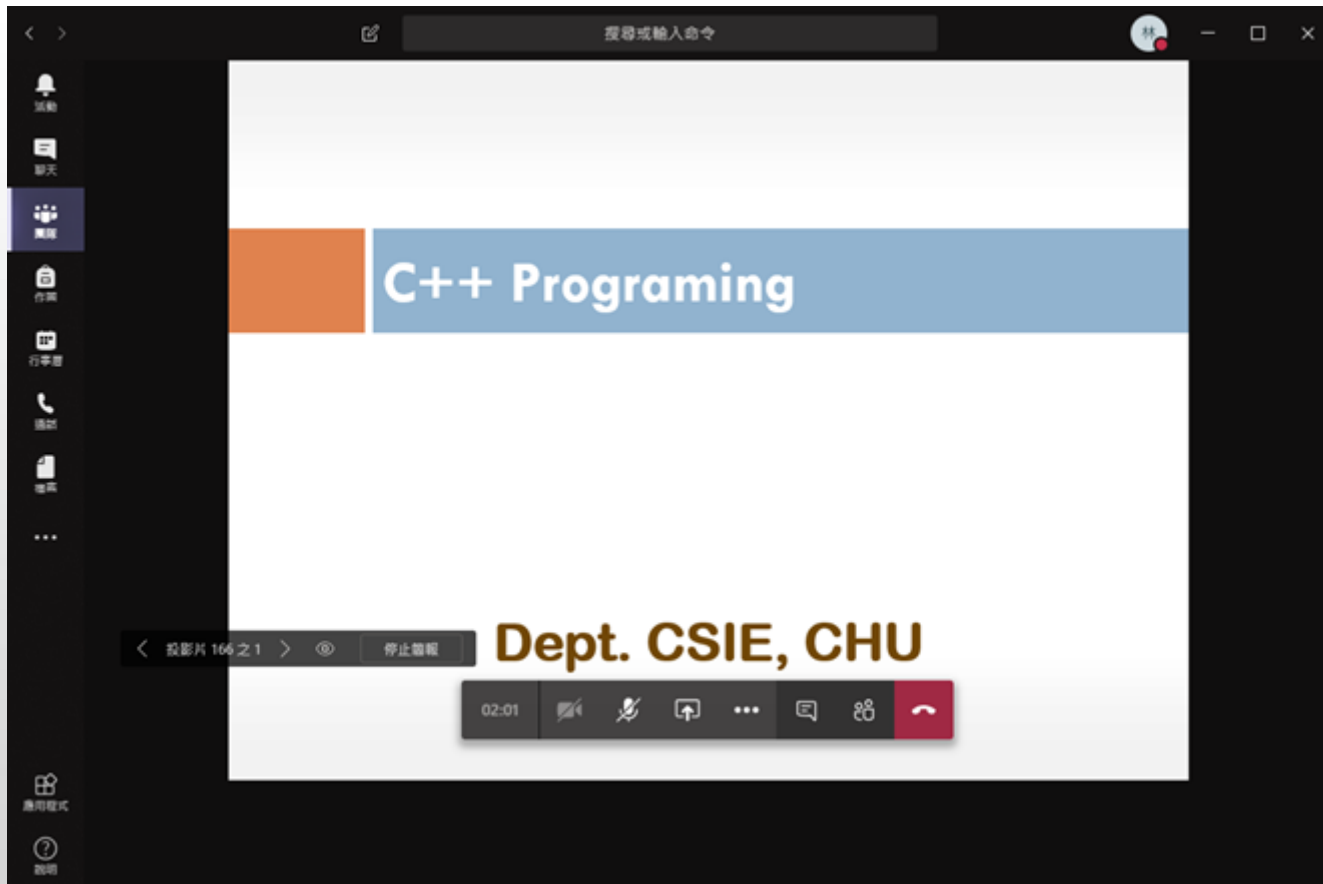 搜尋或輸入命令
林
活動
聊天
團隊
作業
行事曆
通話
檔案
C++ Programing
Dept. CSIE, CHU
投影片 166 之 1
停止簡報
02:01
應用程式
說明